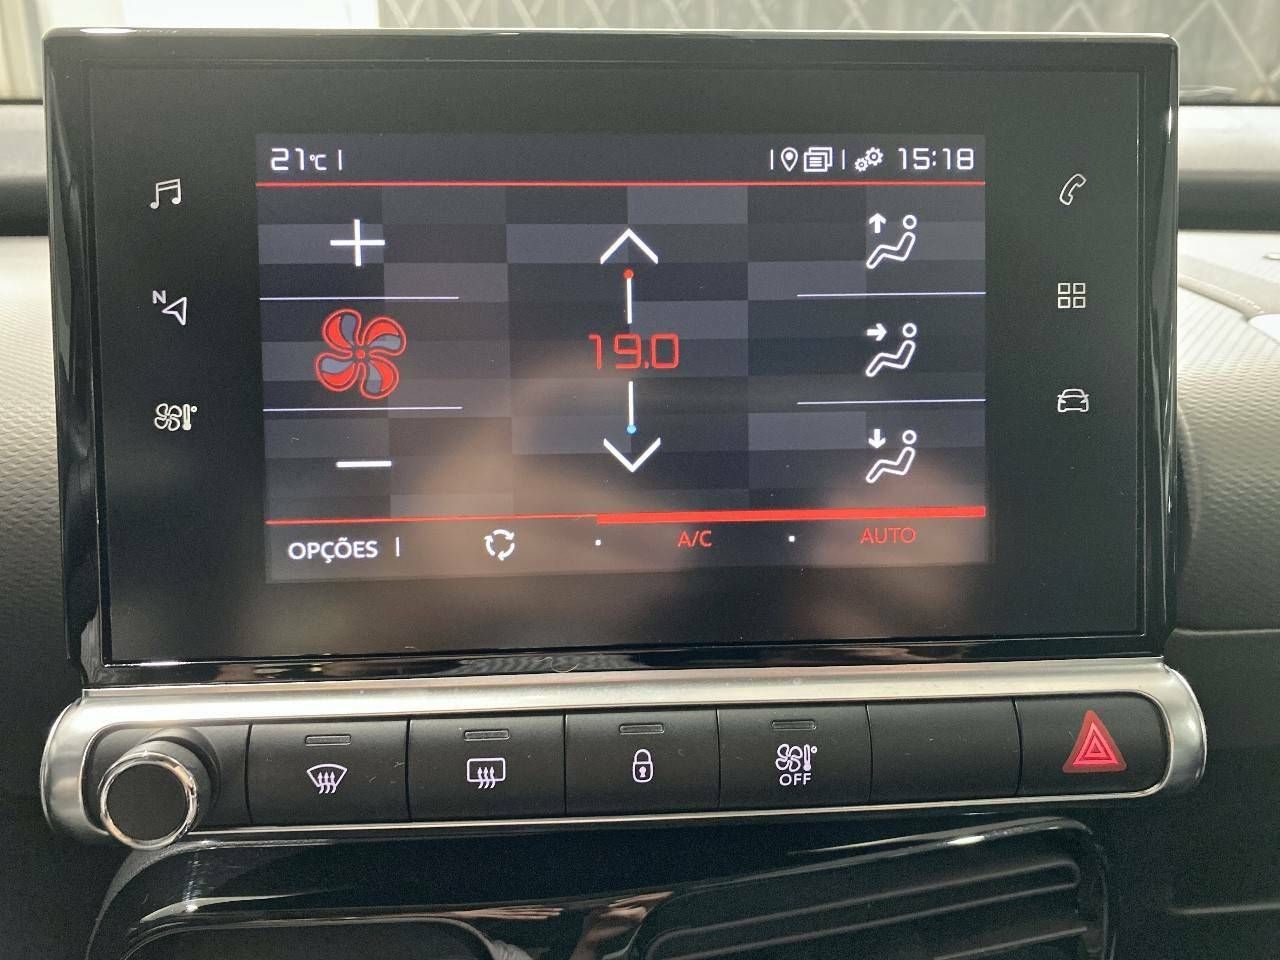 21°C
15:18
N
19.0
OPÇÕES
A/C
AUTO
OFF